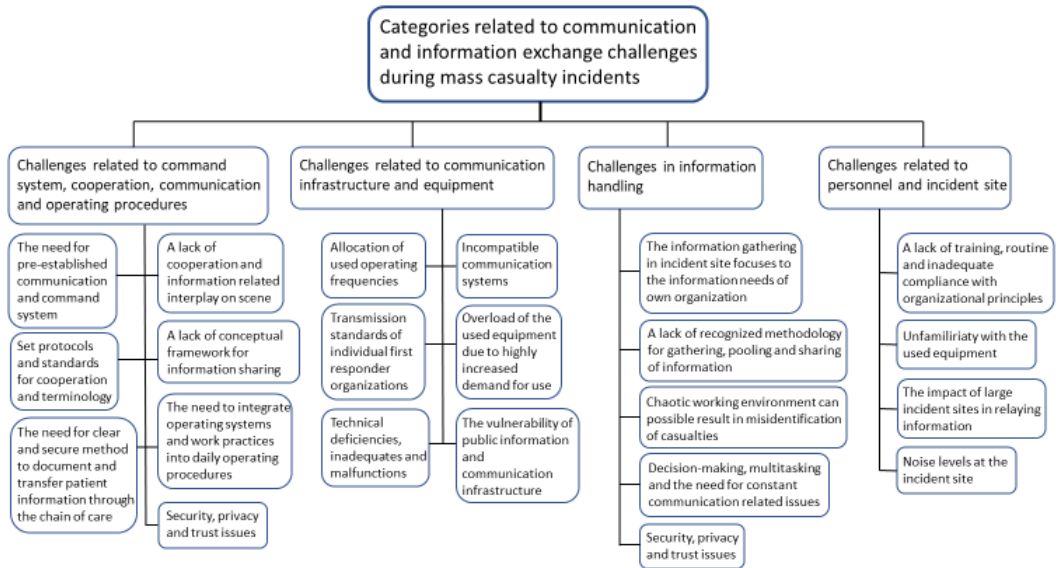 Categories related to communication
and information exchange challenges
during mass casualty incidents
Challenges related to command
system, cooperation, communication
and operating procedures
The need for
pre-established
communication
and command
system
A lack of
cooperation and
information related
interplay on scene
Set protocols
and standards
for cooperation
and terminology
A lack of conceptual
framework for
information sharing
The need for clear
and secure method
to document and
transfer patient
information through
the chain of care
The need to integrate
operating systems
and work practices
into daily operating
procedures
Security, privacy
and trust issues
Challenges related to communication
infrastructure and equipment
Allocation of
used operating
frequencies
Incompatible
communication
systems
Transmission
standards of
individual first
responder
organizations
Overload of the
used equipment
due to highly
increased
demand for use
Technical
deficiencies,
inadequates and
malfunctions
The vulnerability of
public information
and
communication
infrastructure
Challenges in information
handling
The information gathering
in incident site focuses to
the information needs of
own organization
A lack of recognized methodology
for gathering, pooling and sharing
of information
Chaotic working environment can
possible result in misidentification
of casualties
Decision-making, multitasking
and the need for constant
communication related issues
Security, privacy
and trust issues
Challenges related to
personnel and incident site
A lack of training, routine
and inadequate
compliance with
organizational principles
Unfamiliriaty with the
used equipment
The impact of large
incident sites in relaying
information
Noise levels at the
incident site